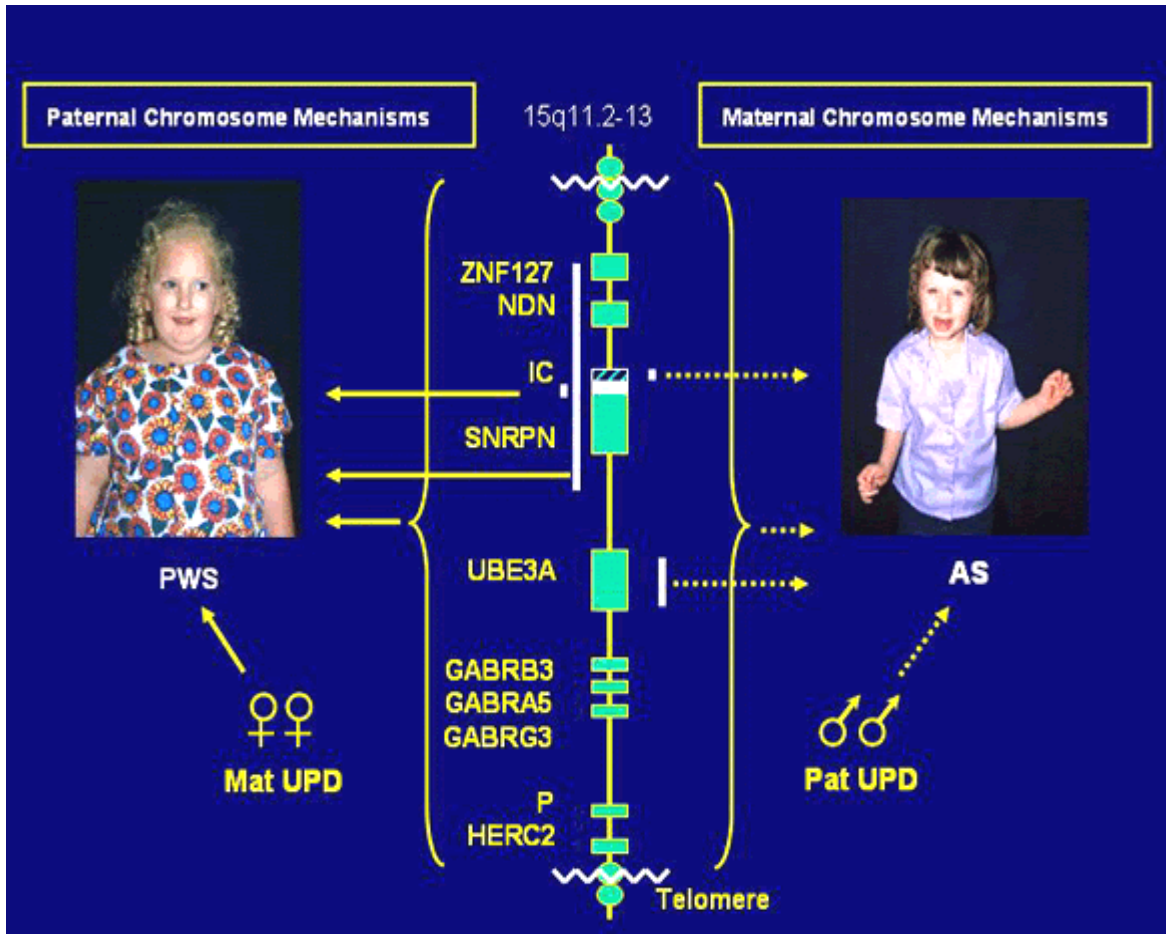 Paternal Chromosome Mechanisms
15q11.2-13
Maternal Chromosome Mechanisms
ZNF127
NDN
IC
SNRPN
UBE3A
GABRB3
GABRA5
GABRG3
P
HERC2
Telomere
PWS
♀♀
Mat UPD
AS
♂♂
Pat UPD